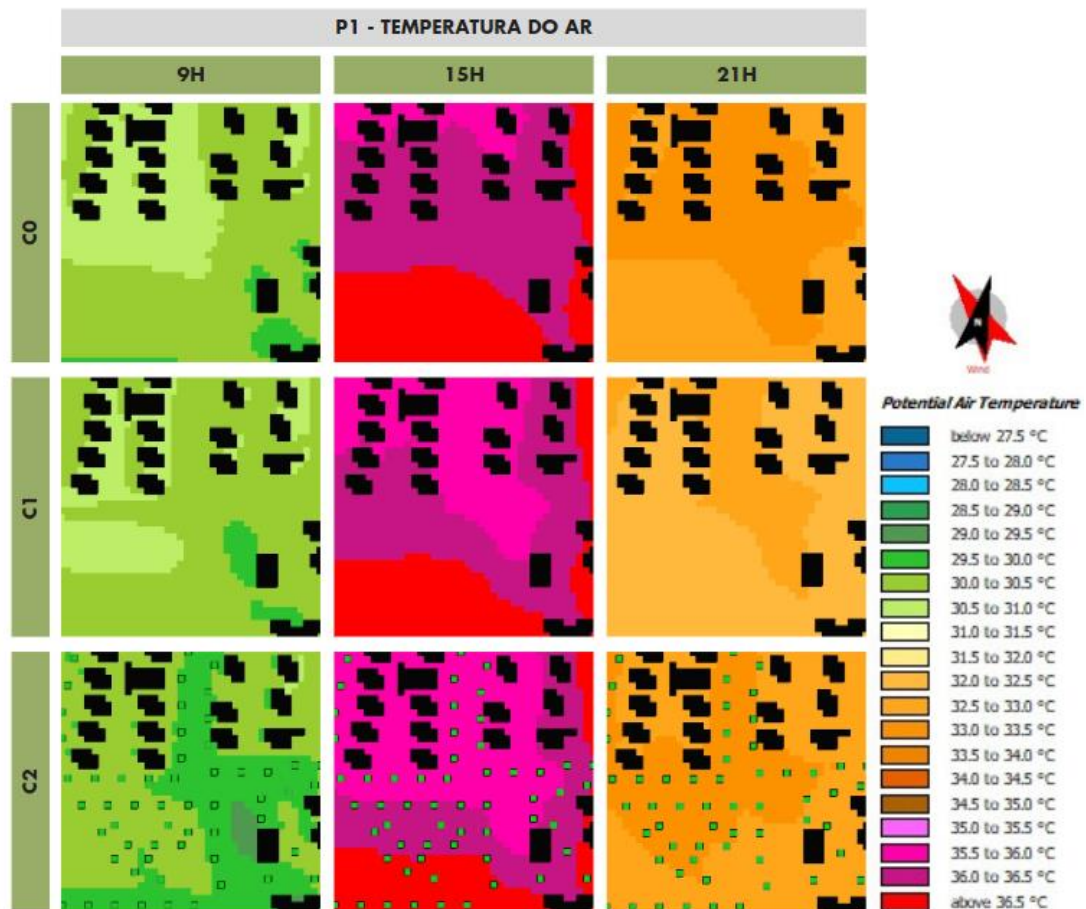 P1 - TEMPERATURA DO AR
9H
15H
21H
C0
C1
C2
N
Wind
Potential Air Temperature
below 27.5 °C
27.5 to 28.0 °C
28.0 to 28.5 °C
28.5 to 29.0 °C
29.0 to 29.5 °C
29.5 to 30.0 °C
30.0 to 30.5 °C
30.5 to 31.0 °C
31.0 to 31.5 °C
31.5 to 32.0 °C
32.0 to 32.5 °C
32.5 to 33.0 °C
33.0 to 33.5 °C
33.5 to 34.0 °C
34.0 to 34.5 °C
34.5 to 35.0 °C
35.0 to 35.5 °C
35.5 to 36.0 °C
36.0 to 36.5 °C
above 36.5 °C